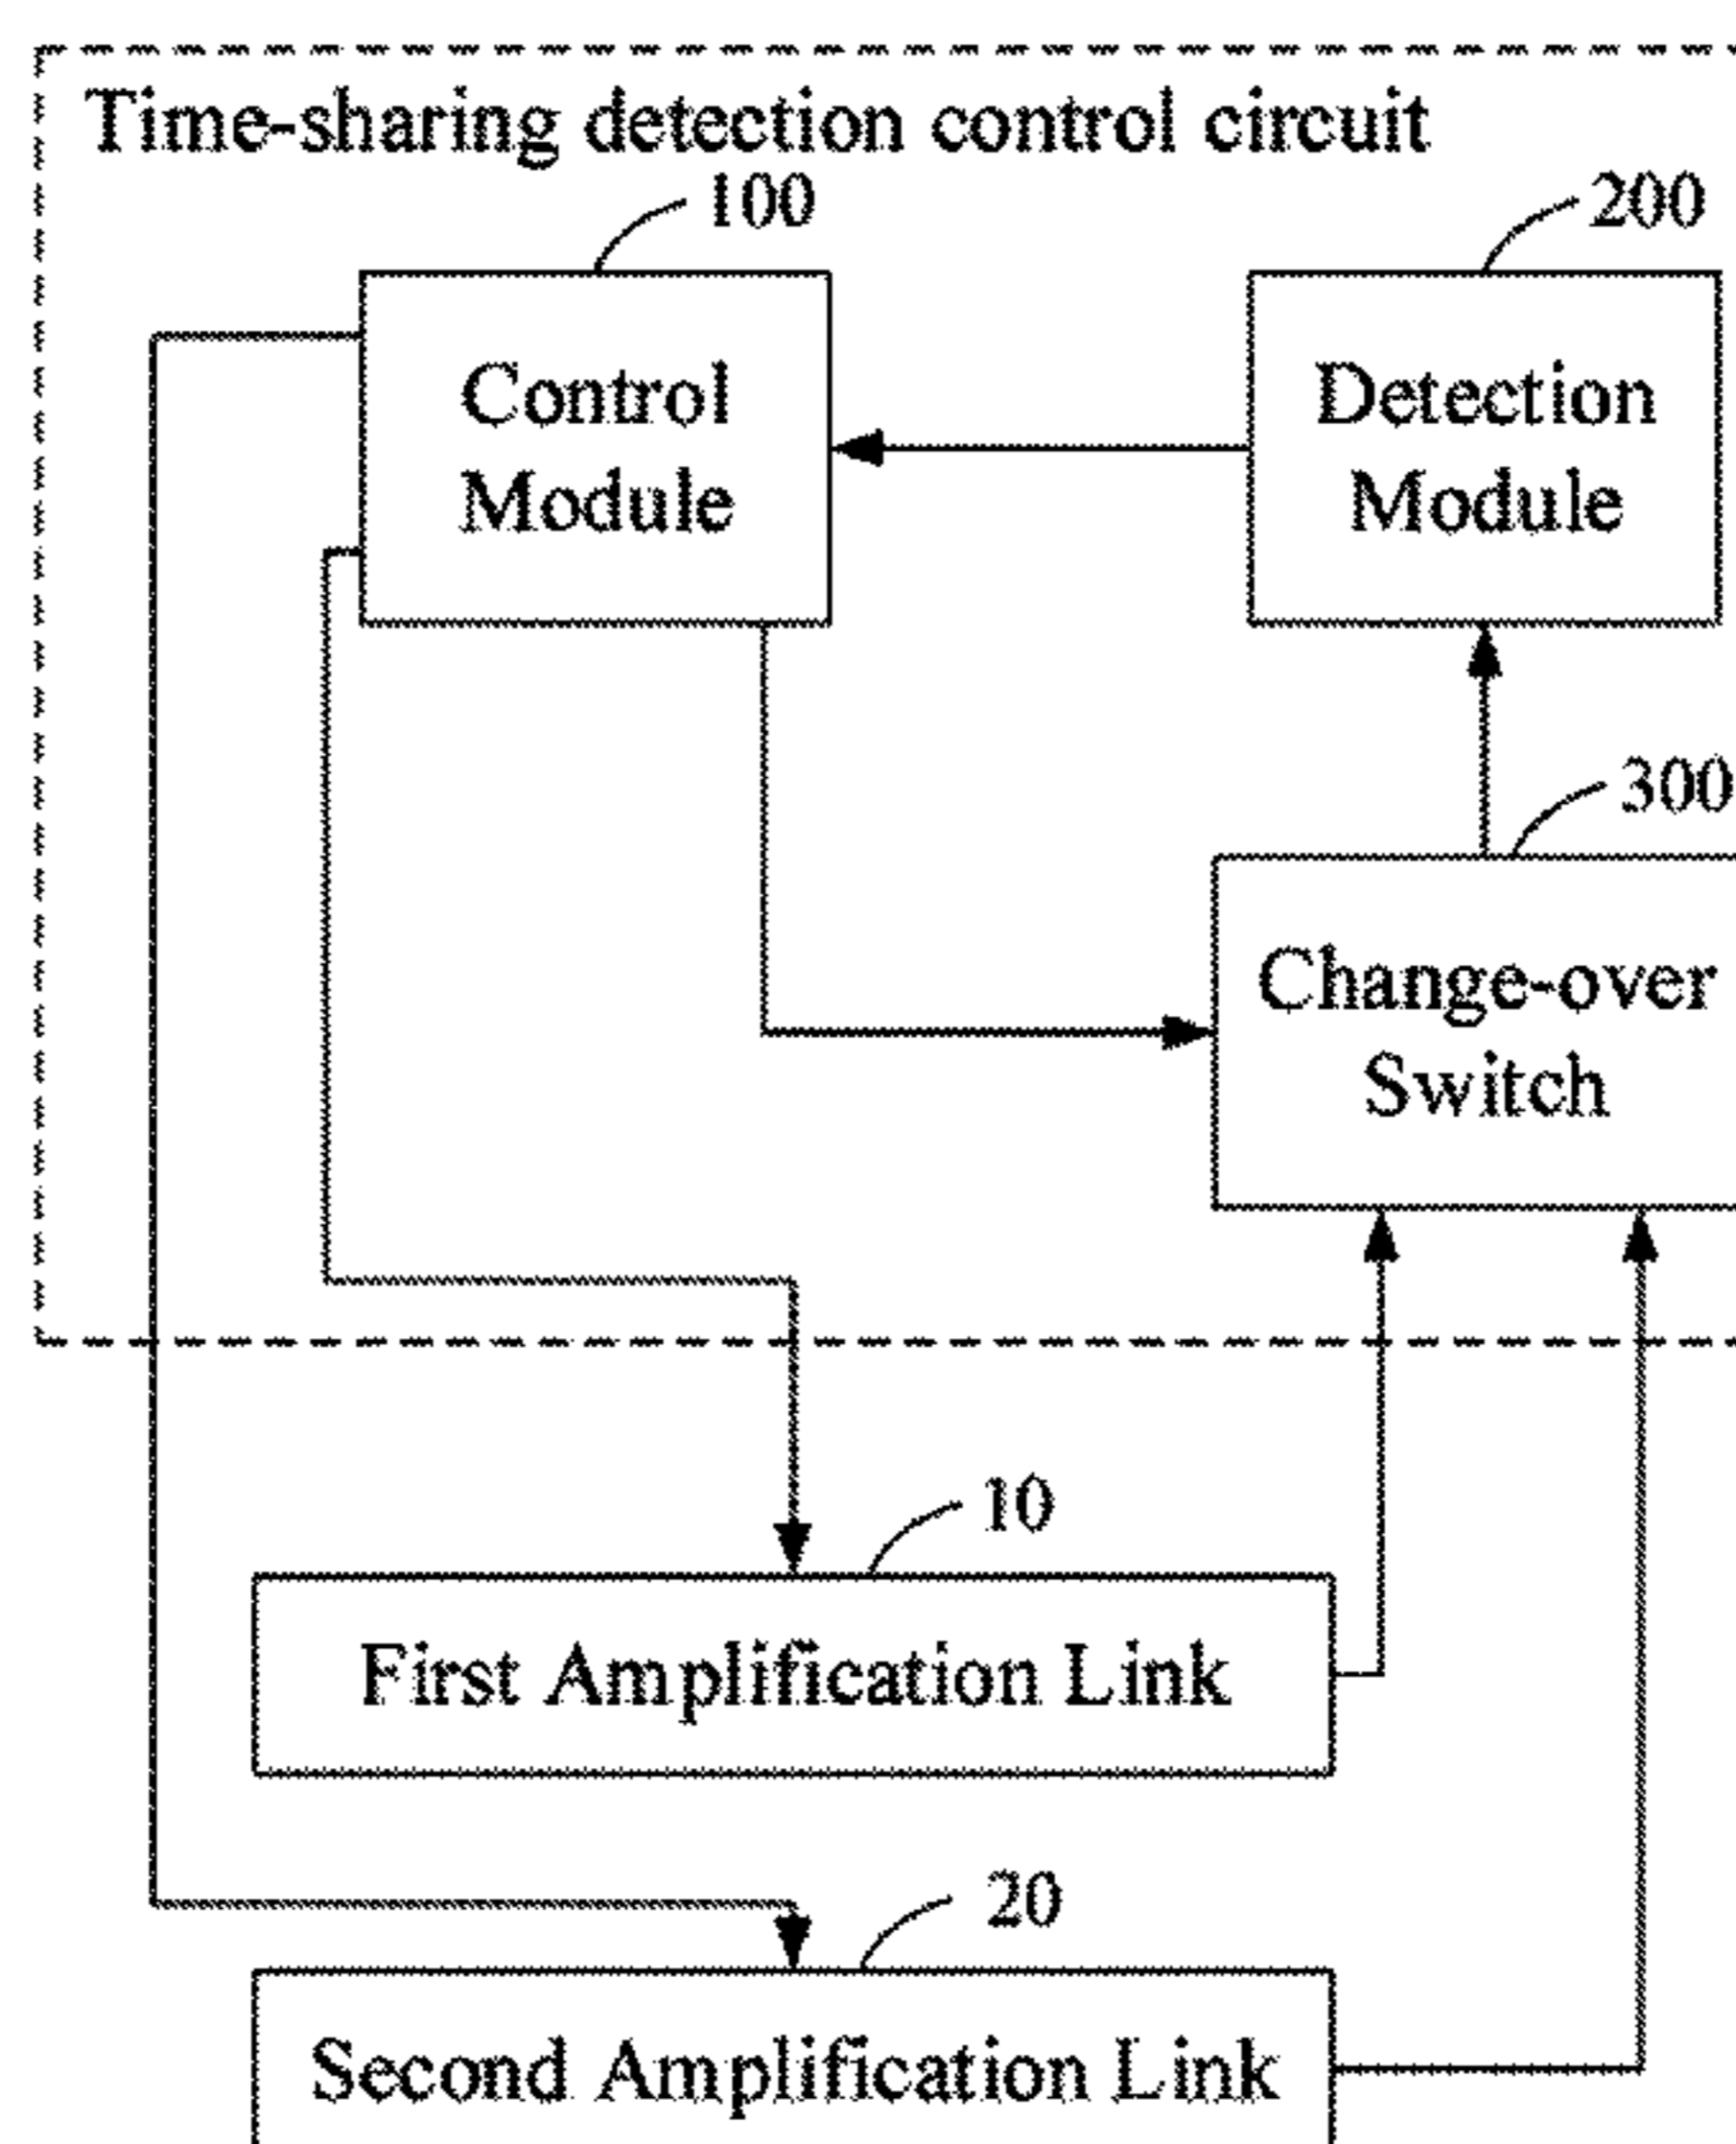 Time-sharing detection control circuit
100
200
Control
Module
Detection
Module
300
Change-over
Switch
10
First Amplification Link
20
Second Amplification Link